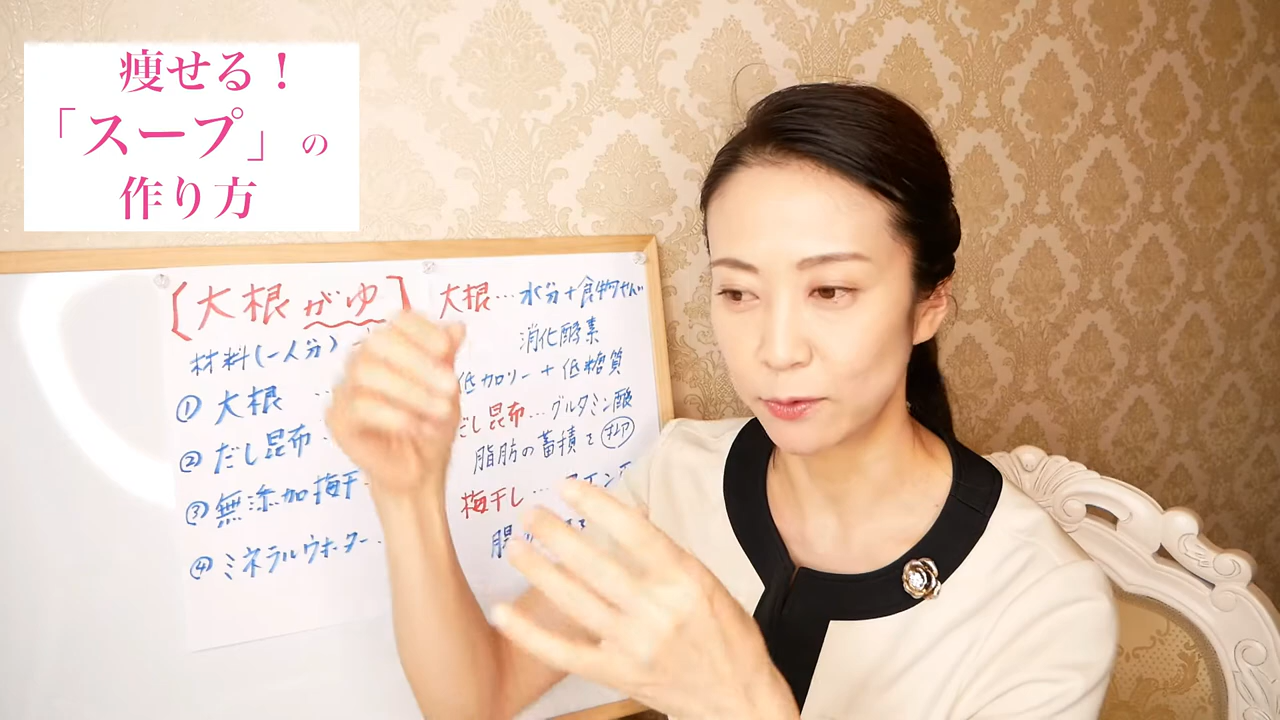 痩せる！
「スープ」の
作り方
【大根がゆ】
材料(一人分)
① 大根 …
② だし昆布 …
③ 無添加梅干
④ ミネラルウォーター …
大根…水分+食物せんい
消化酵素
低カロリー+低糖質
だし昆布…グルタミン酸
脂肪の蓄積を抑
梅干し…
腸